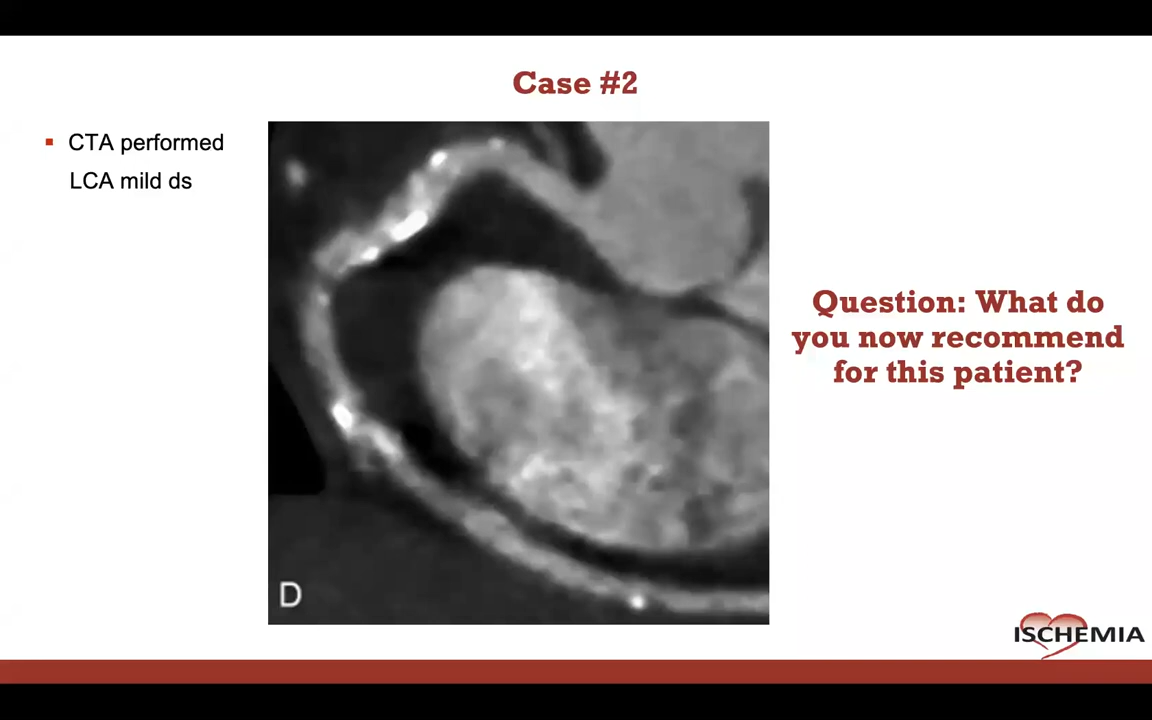 Case #2
▪ CTA performed
LCA mild ds
Question: What do
you now recommend
for this patient?
D
ISCHEMIA